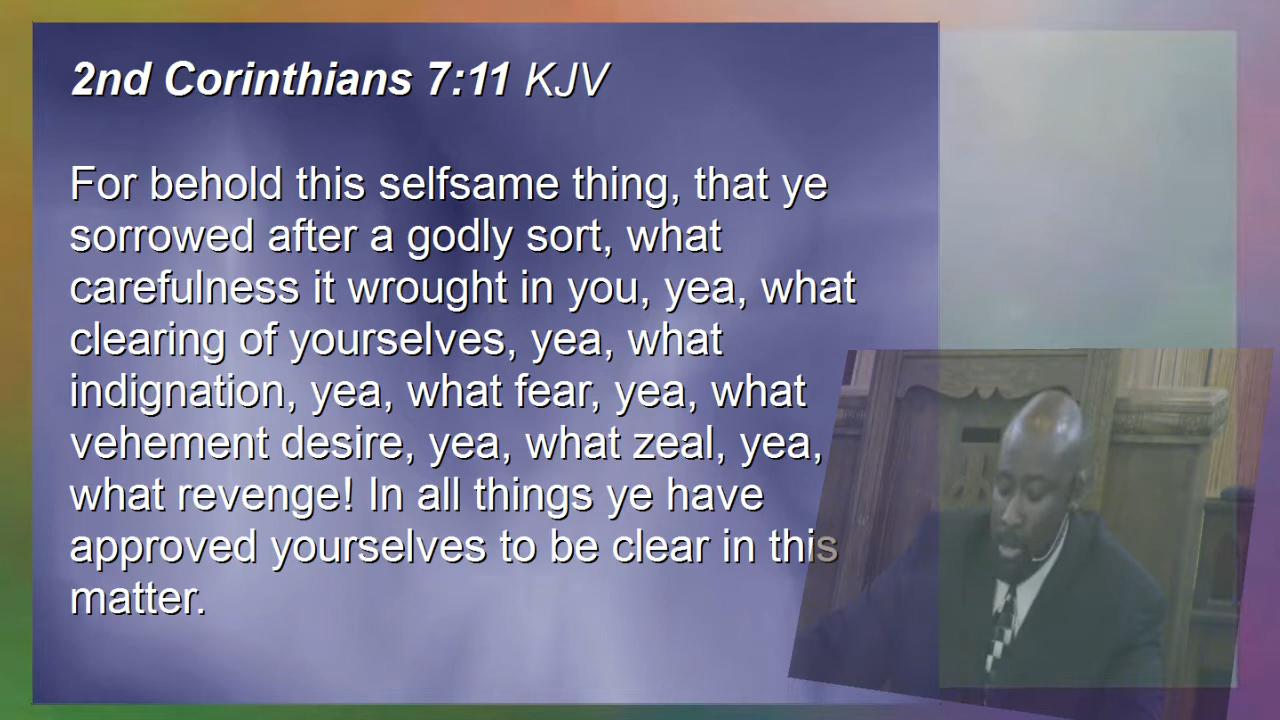 2nd Corinthians 7:11 KJV
For behold this selfsame thing, that ye
sorrowed after a godly sort, what
carefulness it wrought in you, yea, what
clearing of yourselves, yea, what
indignation, yea, what fear, yea, what
vehement desire, yea, what zeal, yea,
what revenge! In all things ye have
approved yourselves to be clear in this
matter.